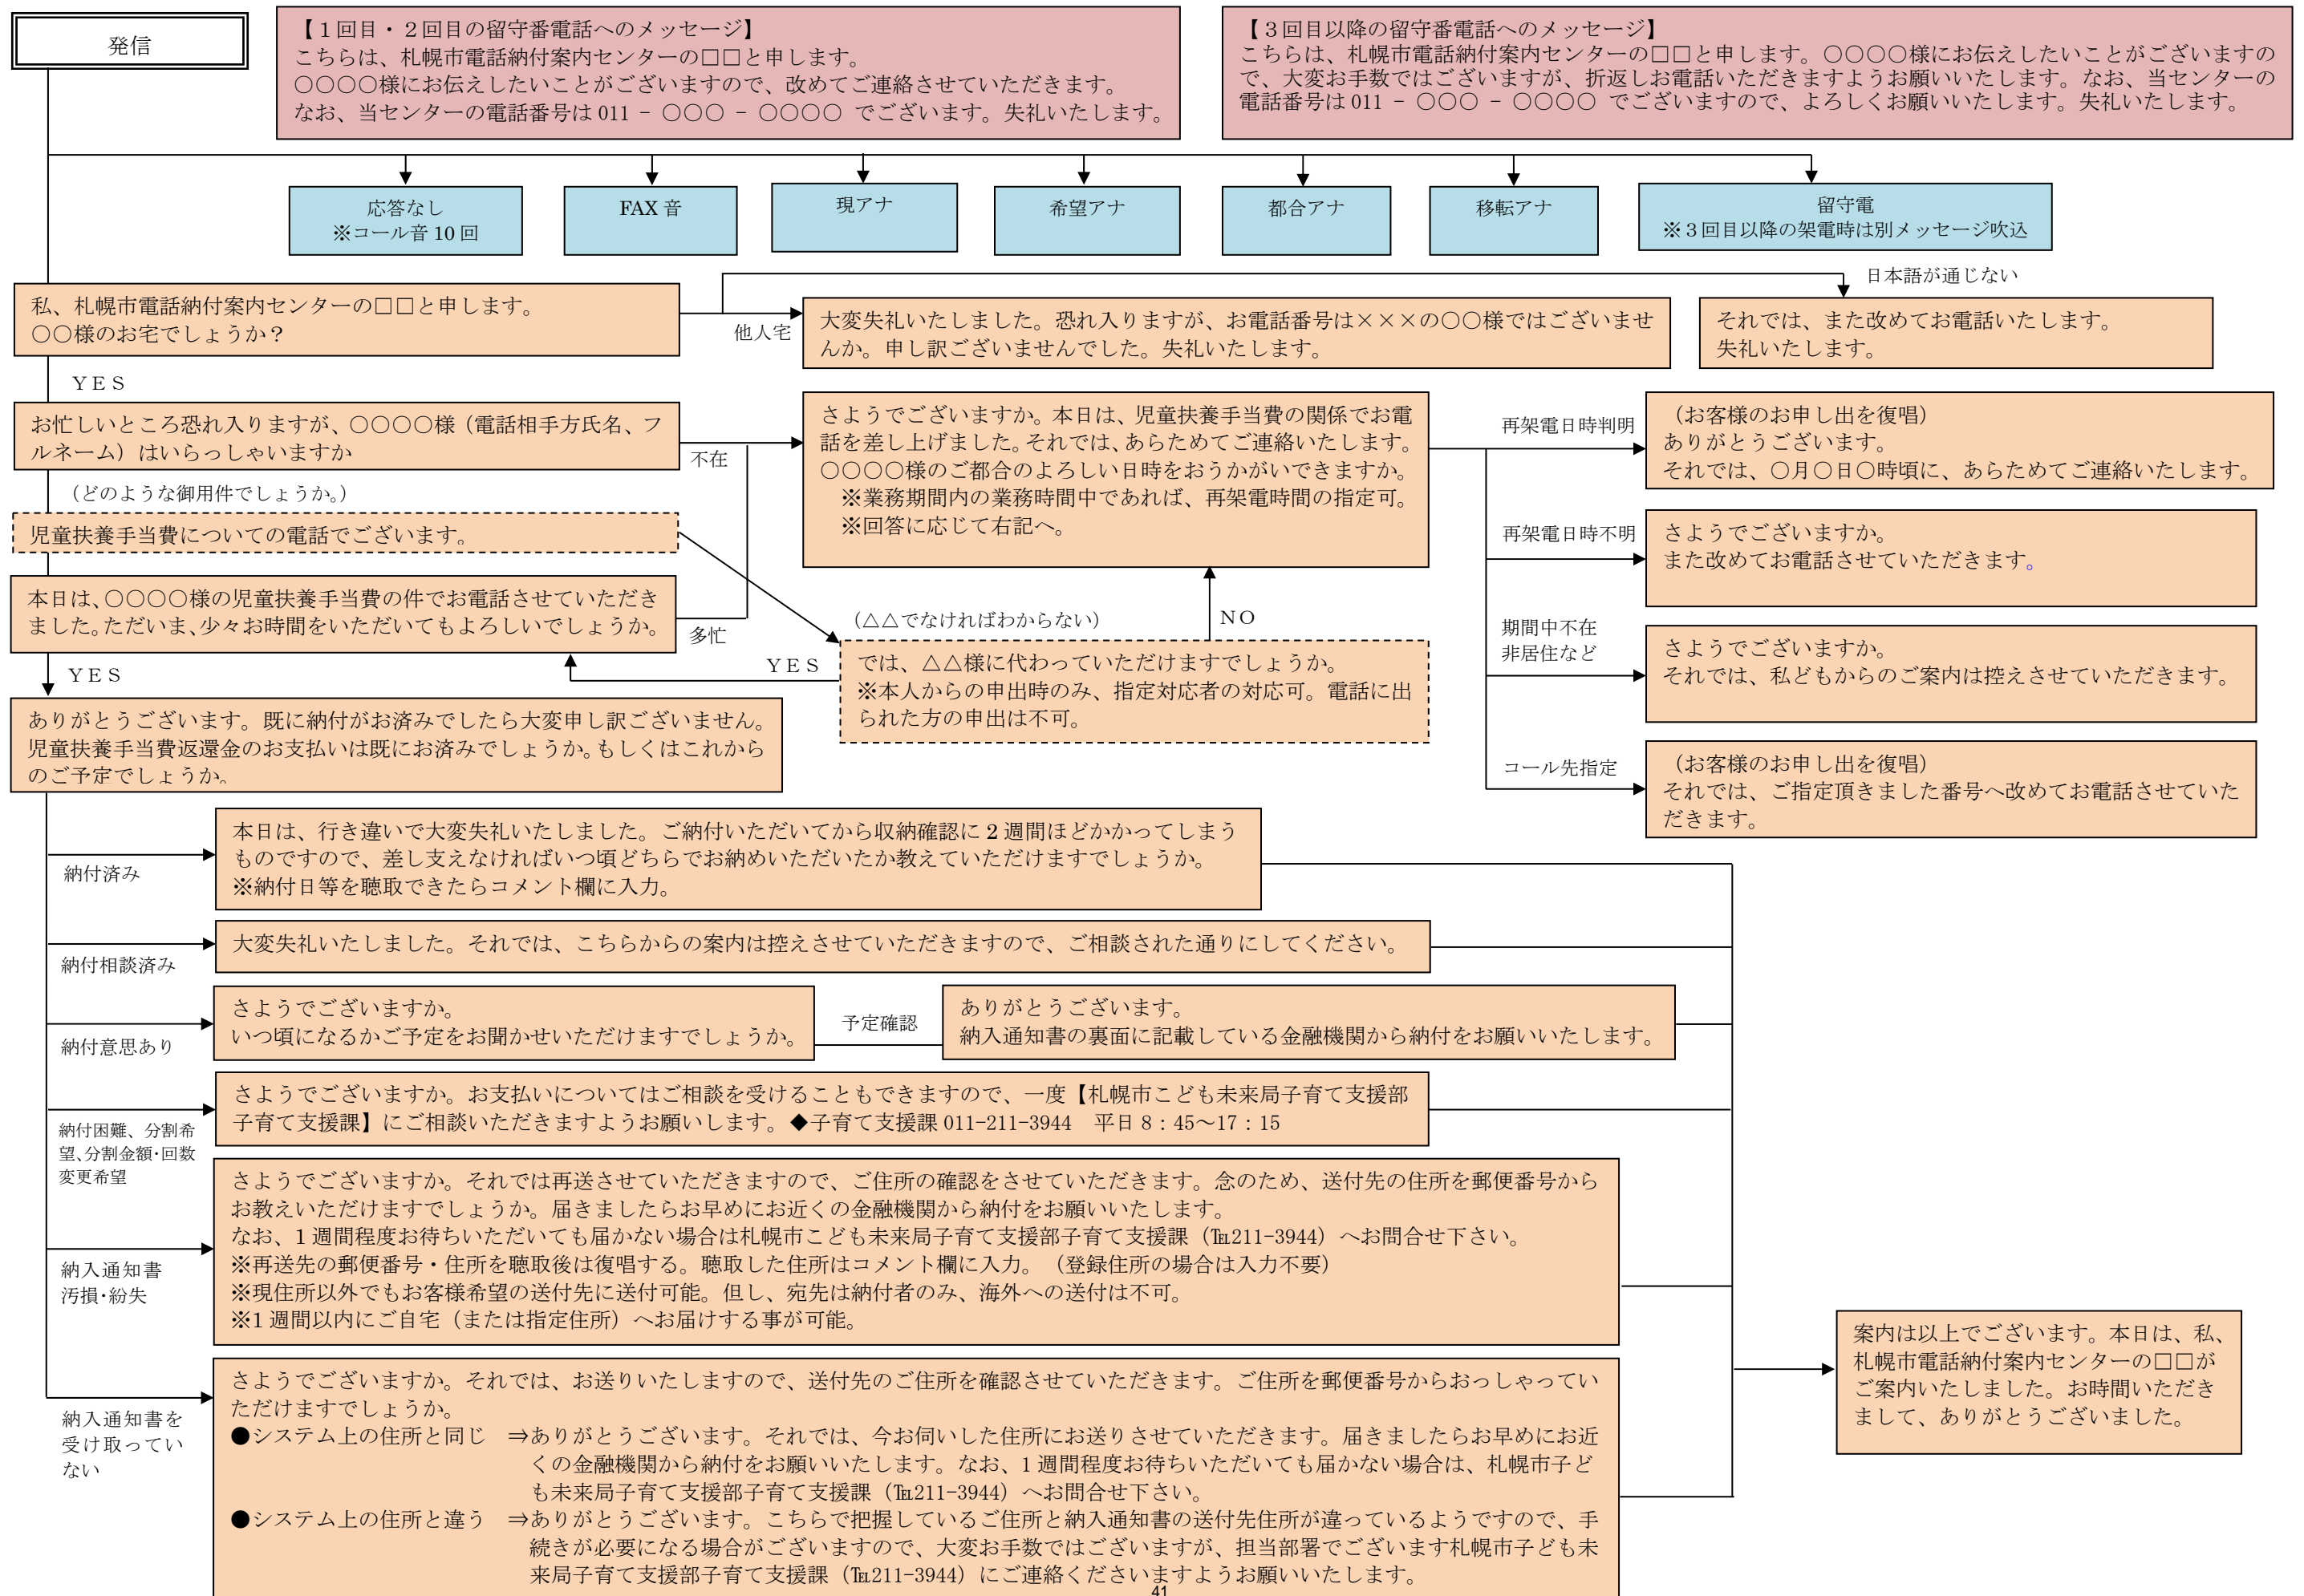 発信
【１回目・２回目の留守番電話へのメッセージ】
こちらは、札幌市電話納付案内センターの□□と申します。
〇〇〇〇様にお伝えしたいことがございますので、改めてご連絡させていただきます。
なお、当センターの電話番号は 011 － 〇〇〇 － 〇〇〇〇 でございます。失礼いたします。
【３回目以降の留守番電話へのメッセージ】
こちらは、札幌市電話納付案内センターの□□と申します。〇〇〇〇様にお伝えしたいことがございますの
で、大変お手数ではございますが、折返しお電話いただきますようお願いいたします。なお、当センターの
電話番号は 011 － 〇〇〇 － 〇〇〇〇 でございますので、よろしくお願いいたします。失礼いたします。
応答なし
※コール音 10 回
FAX 音
現アナ
希望アナ
都合アナ
移転アナ
留守電
※３回目以降の架電時は別メッセージ吹込
日本語が通じない
私、札幌市電話納付案内センターの□□と申します。
〇〇様のお宅でしょうか？
他人宅
大変失礼いたしました。恐れ入りますが、お電話番号は×××の〇〇様ではございませ
んか。申し訳ございませんでした。失礼いたします。
それでは、また改めてお電話いたします。
失礼いたします。
ＹＥＳ
お忙しいところ恐れ入りますが、〇〇〇〇様（電話相手方氏名、フ
ルネーム）はいらっしゃいますか
不在
さようでございますか。本日は、児童扶養手当費の関係でお電
話を差し上げました。それでは、あらためてご連絡いたします。
〇〇〇〇様のご都合のよろしい日時をおうかがいできますか。
※業務期間内の業務時間中であれば、再架電時間の指定可。
※回答に応じて右記へ。
再架電日時判明
（お客様のお申し出を復唱）
ありがとうございます。
それでは、〇月〇日〇時頃に、あらためてご連絡いたします。
（どのような御用件でしょうか。）
児童扶養手当費についての電話でございます。
再架電日時不明
さようでございますか。
また改めてお電話させていただきます。
本日は、〇〇〇〇様の児童扶養手当費の件でお電話させていただき
ました。ただいま、少々お時間をいただいてもよろしいでしょうか。
多忙
（△△でなければわからない）
ＮＯ
ＹＥＳ
では、△△様に代わっていただけますでしょうか。
※本人からの申出時のみ、指定対応者の対応可。電話に出
られた方の申出は不可。
期間中不在
非居住など
さようでございますか。
それでは、私どもからのご案内は控えさせていただきます。
ＹＥＳ
ありがとうございます。既に納付がお済みでしたら大変申し訳ございません。
児童扶養手当費返還金のお支払いは既にお済みでしょうか。もしくはこれから
のご予定でしょうか。
コール先指定
（お客様のお申し出を復唱）
それでは、ご指定頂きました番号へ改めてお電話させていた
だきます。
納付済み
本日は、行き違いで大変失礼いたしました。ご納付いただいてから収納確認に 2 週間ほどかかってしまう
ものですので、差し支えなければいつ頃どちらでお納めいただいたか教えていただけますでしょうか。
※納付日等を聴取できたらコメント欄に入力。
納付相談済み
大変失礼いたしました。それでは、こちらからの案内は控えさせていただきますので、ご相談された通りにしてください。
納付意思あり
さようでございますか。
いつ頃になるかご予定をお聞かせいただけますでしょうか。
予定確認
ありがとうございます。
納入通知書の裏面に記載している金融機関から納付をお願いいたします。
納付困難、分割希
望、分割金額・回数
変更希望
さようでございますか。お支払いについてはご相談を受けることもできますので、一度【札幌市こども未来局子育て支援部
子育て支援課】にご相談いただきますようお願いします。◆子育て支援課 011-211-3944　平日 8：45～17：15
納入通知書
汚損・紛失
さようでございますか。それでは再送させていただきますので、ご住所の確認をさせていただきます。念のため、送付先の住所を郵便番号から
お教えいただけますでしょうか。届きましたらお早めにお近くの金融機関から納付をお願いいたします。
なお、1 週間程度お待ちいただいても届かない場合は札幌市こども未来局子育て支援部子育て支援課（℡211-3944）へお問合せ下さい。
※再送先の郵便番号・住所を聴取後は復唱する。聴取した住所はコメント欄に入力。（登録住所の場合は入力不要）
※現住所以外でもお客様希望の送付先に送付可能。但し、宛先は納付者のみ、海外への送付は不可。
※1 週間以内にご自宅（または指定住所）へお届けする事が可能。
納入通知書を
受け取ってい
ない
さようでございますか。それでは、お送りいたしますので、送付先のご住所を確認させていただきます。ご住所を郵便番号からおっしゃってい
ただけますでしょうか。
●システム上の住所と同じ　⇒ありがとうございます。それでは、今お伺いした住所にお送りさせていただきます。届きましたらお早めにお近
くの金融機関から納付をお願いいたします。なお、1 週間程度お待ちいただいても届かない場合は、札幌市子ど
も未来局子育て支援部子育て支援課（℡211-3944）へお問合せ下さい。
●システム上の住所と違う　⇒ありがとうございます。こちらで把握しているご住所と納入通知書の送付先住所が違っているようですので、手
続きが必要になる場合がございますので、大変お手数ではございますが、担当部署でございます札幌市子ども未
来局子育て支援部子育て支援課（℡211-3944）にご連絡くださいますようお願いいたします。
案内は以上でございます。本日は、私、
札幌市電話納付案内センターの□□が
ご案内いたしました。お時間いただき
まして、ありがとうございました。
41